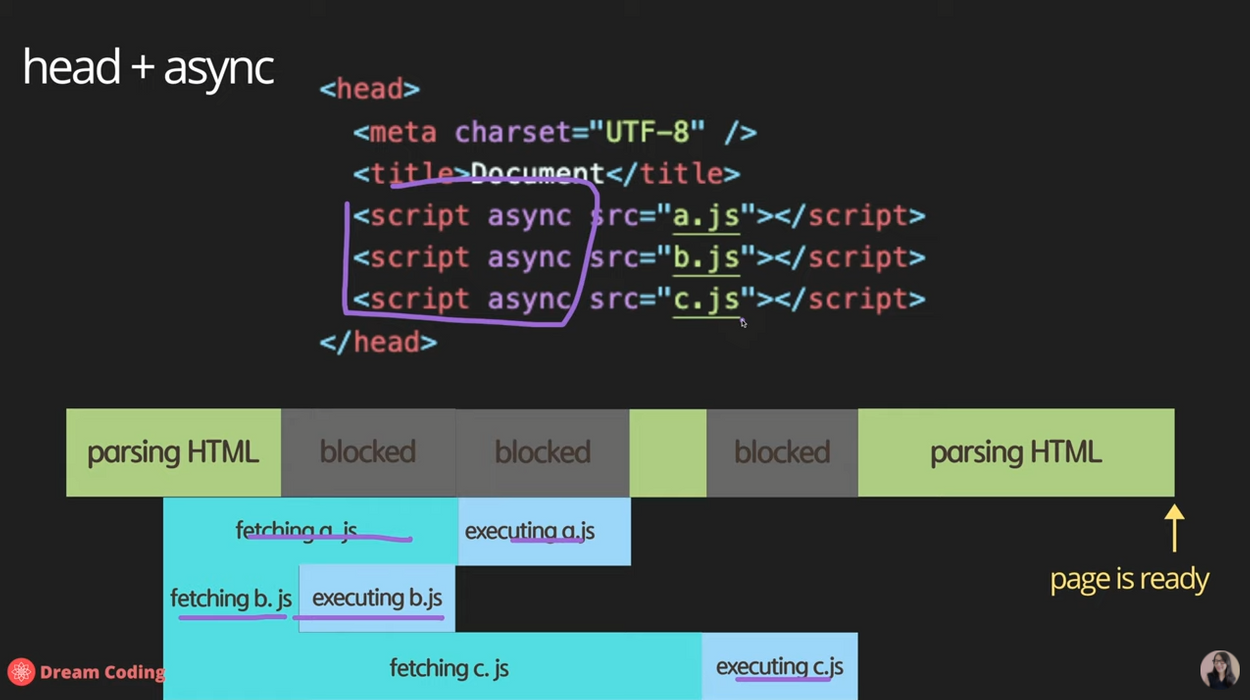 head + async
<head>
<meta charset="UTF-8" />
<title>Document</title>
<script async src="a.js"></script>
<script async src="b.js"></script>
<script async src="c.js"></script>
</head>
parsing HTML blocked blocked blocked parsing HTML
fetching a. js executing a.js
page is ready
fetching b. js executing b.js
Dream Coding
fetching c. js executing c.js